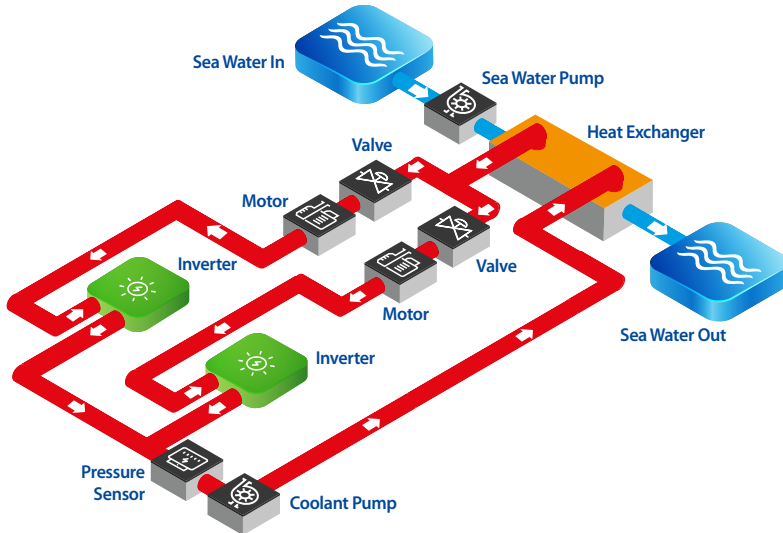 Sea Water In
Sea Water Pump
Heat Exchanger
Valve
Motor
Inverter
Valve
Motor
Sea Water Out
Inverter
Pressure
Sensor
Coolant Pump